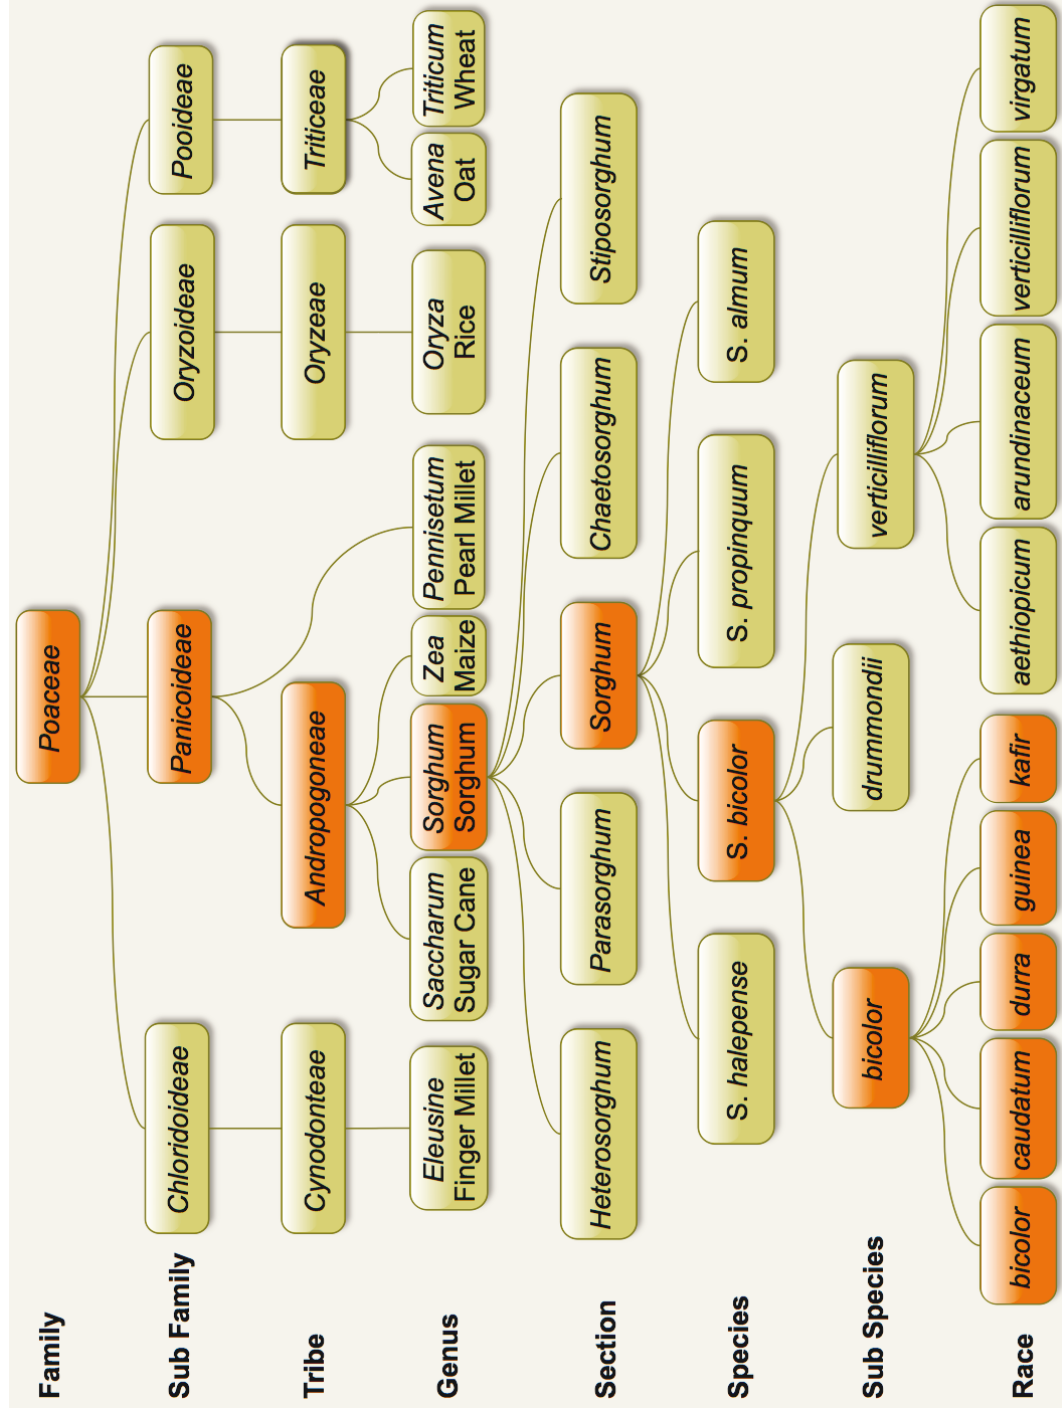 Family
Poaceae
Sub Family
Chloridoideae
Panicoideae
Oryzoideae
Pooideae
Tribe
Cynodonteae
Andropogoneae
Oryzeae
Triticeae
Genus
Eleusine
Finger Millet
Saccharum
Sugar Cane
Sorghum
Sorghum
Zea
Maize
Pennisetum
Pearl Millet
Oryza
Rice
Avena
Oat
Triticum
Wheat
Section
Heterosorghum
Parasorghum
Sorghum
Chaetosorghum
Stiposorghum
Species
S. halepense
S. bicolor
S. propinquum
S. almum
Sub Species
bicolor
drummondii
verticilliflorum
Race
bicolor
caudatum
durra
guinea
kafir
aethiopicum
arundinaceum
verticilliflorum
virgatum